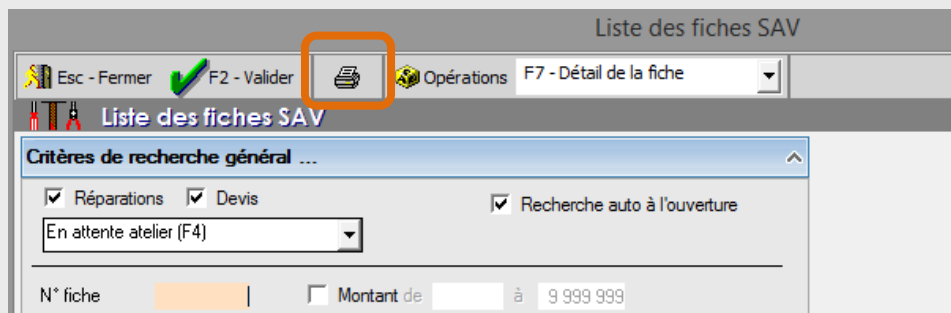 Liste des fiches SAV
Esc - Fermer F2 - Valider Opérations F7 - Détail de la fiche
Liste des fiches SAV
Critères de recherche général ...
Réparations Devis Recherche auto à l'ouverture
En attente atelier (F4)
N° fiche Montant de à 9 999 999